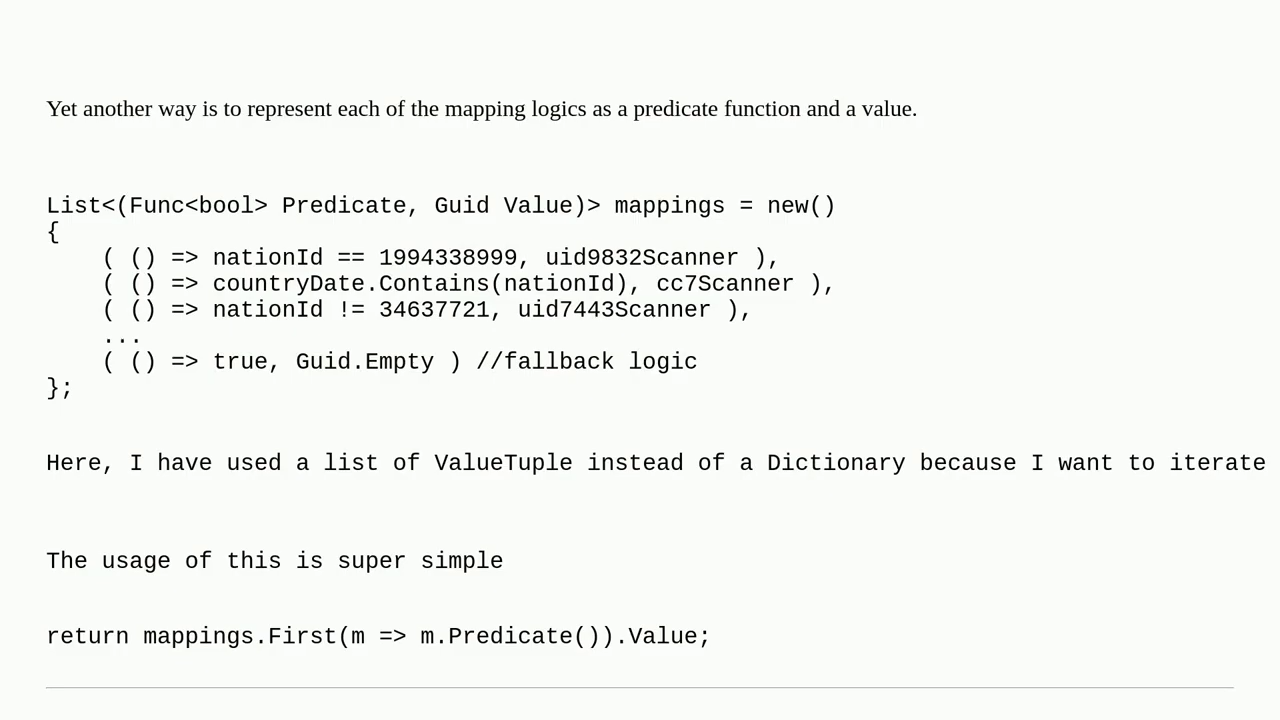 Yet another way is to represent each of the mapping logics as a predicate function and a value.
List<(Func<bool> Predicate, Guid Value)> mappings = new()
{
    ( () => nationId == 1994338999, uid9832Scanner ),
    ( () => countryDate.Contains(nationId), cc7Scanner ),
    ( () => nationId != 34637721, uid7443Scanner ),
    ...
    ( () => true, Guid.Empty ) //fallback logic
};
Here, I have used a list of ValueTuple instead of a Dictionary because I want to iterate
The usage of this is super simple
return mappings.First(m => m.Predicate()).Value;